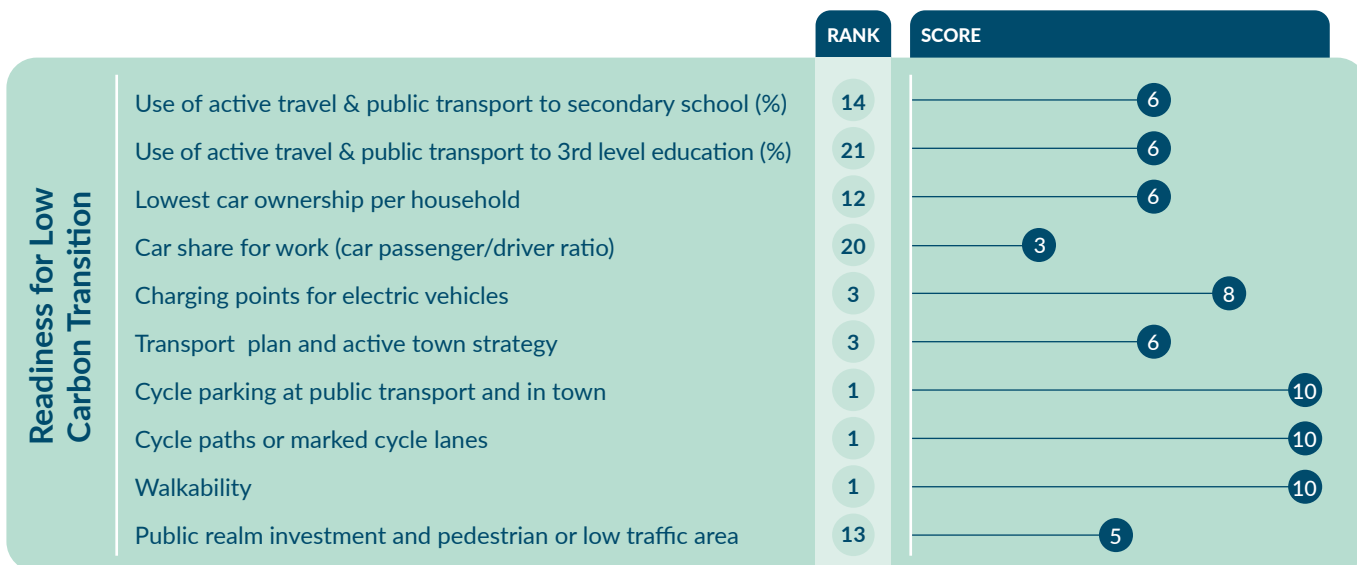 RANK SCORE
Readiness for Low
Carbon Transition
Use of active travel & public transport to secondary school (%) 14 6
Use of active travel & public transport to 3rd level education (%) 21 6
Lowest car ownership per household 12 6
Car share for work (car passenger/driver ratio) 20 3
Charging points for electric vehicles 3 8
Transport plan and active town strategy 3 6
Cycle parking at public transport and in town 1 10
Cycle paths or marked cycle lanes 1 10
Walkability 1 10
Public realm investment and pedestrian or low traffic area 13 5